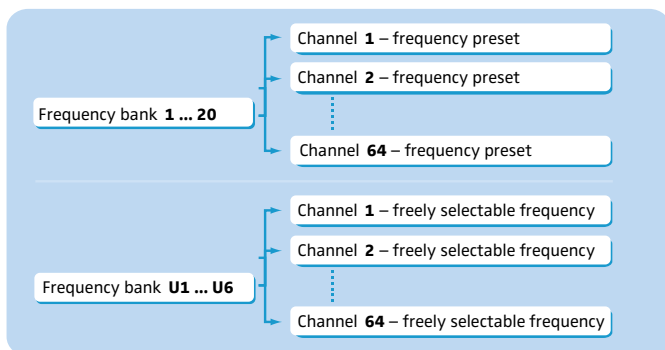 Channel 1 – frequency preset
Channel 2 – frequency preset
Frequency bank 1 ... 20
Channel 64 – frequency preset
Channel 1 – freely selectable frequency
Channel 2 – freely selectable frequency
Frequency bank U1 ... U6
Channel 64 – freely selectable frequency